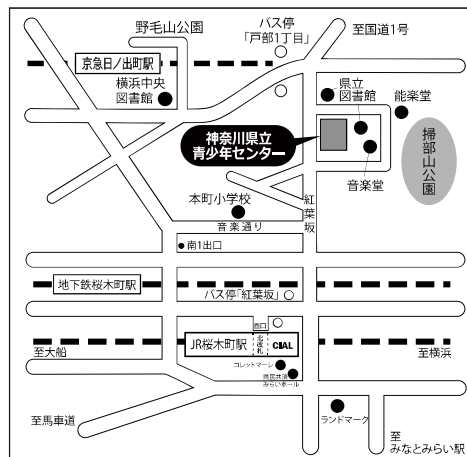 野毛山公園
バス停
「戸部1丁目」
至国道1号
京急日ノ出町駅
横浜中央
図書館
県立
図書館
能楽堂
神奈川県立
青少年センター
掃部山公園
音楽堂
紅葉坂
本町小学校
音楽通り
南1出口
地下鉄桜木町駅
バス停「紅葉坂」
西口
JR桜木町駅
北改札
CIAL
至大船
至横浜
コレットマーレ
県民共済
みらいホール
ランドマーク
至馬車道
至
みなとみらい駅